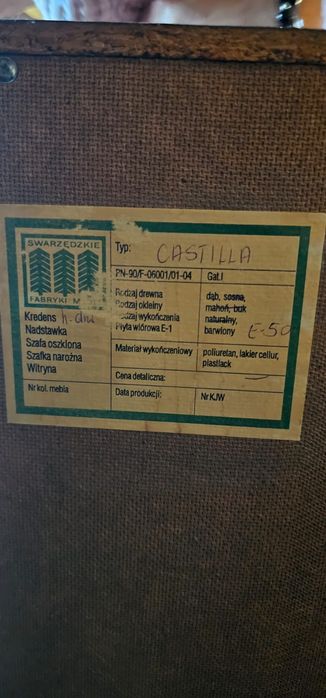 SWARZĘDZKIE
FABRYKI
Typ: CASTILLA
PN-90/F-06001/01-04 Gat.I
Kredens
Nadstawka
Szafa oszklona
Szafka narożna
Witryna
Nr kol. mebla
Rodzaj drewna
Rodzaj okleiny
Rodzaj wykończenia
Płyta wiórowa E-1
dąb, sosna,
mahoń, buk
naturalny,
barwiony E-50
Materiał wykończeniowy
poliuretan, lakier cellur,
plastlack
Cena detaliczna:
Data produkcji:
Nr KJW